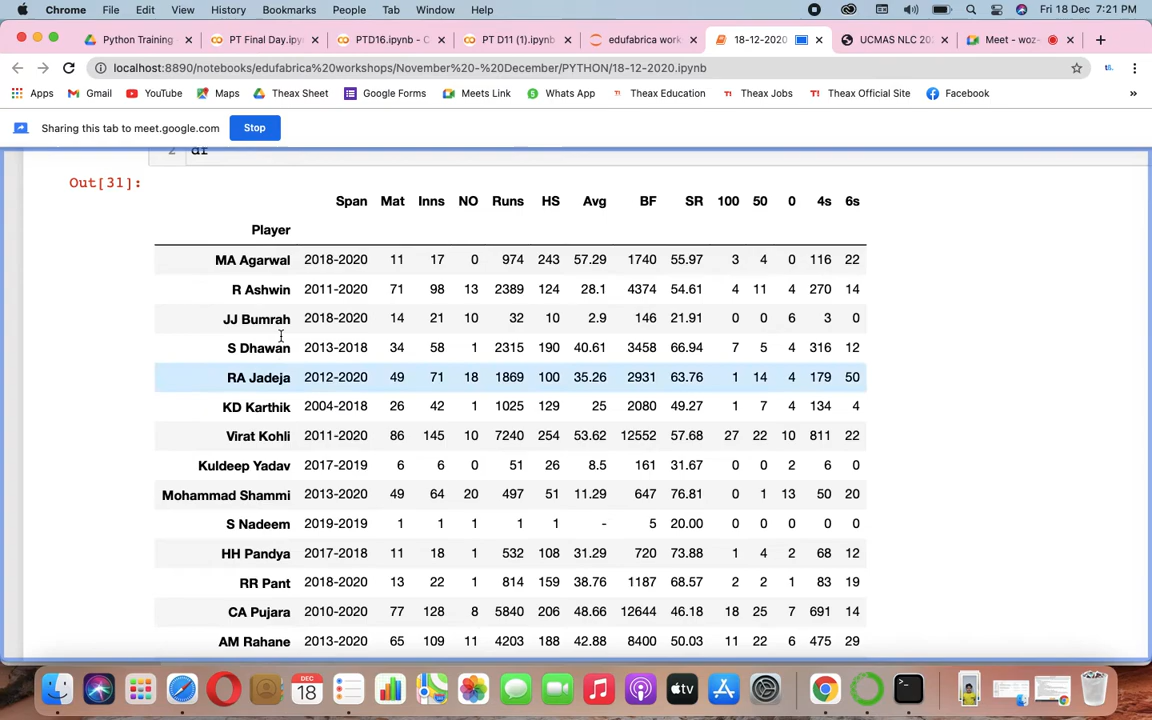 Chrome File Edit View History Bookmarks People Tab Window Help Fri 18 Dec 7:21 PM
Python Training - PT Final Day.ipyn PTD16.ipynb - C PT D11 (1).ipynb edufabrica work 18-12-2020 UCMAS NLC 202 Meet - woz-
localhost:8890/notebooks/edufabrica%20workshops/November%20-%20December/PYTHON/18-12-2020.ipynb
Apps Gmail YouTube Maps Theax Sheet Google Forms Meets Link Whats App Theax Education Theax Jobs Theax Official Site Facebook »
Sharing this tab to meet.google.com Stop
2 df
Out[31]:
Span Mat Inns NO Runs HS Avg BF SR 100 50 0 4s 6s
Player
MA Agarwal 2018-2020 11 17 0 974 243 57.29 1740 55.97 3 4 0 116 22
R Ashwin 2011-2020 71 98 13 2389 124 28.1 4374 54.61 4 11 4 270 14
JJ Bumrah 2018-2020 14 21 10 32 10 2.9 146 21.91 0 0 6 3 0
S Dhawan 2013-2018 34 58 1 2315 190 40.61 3458 66.94 7 5 4 316 12
RA Jadeja 2012-2020 49 71 18 1869 100 35.26 2931 63.76 1 14 4 179 50
KD Karthik 2004-2018 26 42 1 1025 129 25 2080 49.27 1 7 4 134 4
Virat Kohli 2011-2020 86 145 10 7240 254 53.62 12552 57.68 27 22 10 811 22
Kuldeep Yadav 2017-2019 6 6 0 51 26 8.5 161 31.67 0 0 2 6 0
Mohammad Shammi 2013-2020 49 64 20 497 51 11.29 647 76.81 0 1 13 50 20
S Nadeem 2019-2019 1 1 1 1 1 - 5 20.00 0 0 0 0 0
HH Pandya 2017-2018 11 18 1 532 108 31.29 720 73.88 1 4 2 68 12
RR Pant 2018-2020 13 22 1 814 159 38.76 1187 68.57 2 2 1 83 19
CA Pujara 2010-2020 77 128 8 5840 206 48.66 12644 46.18 18 25 7 691 14
AM Rahane 2013-2020 65 109 11 4203 188 42.88 8400 50.03 11 22 6 475 29
DEC
18